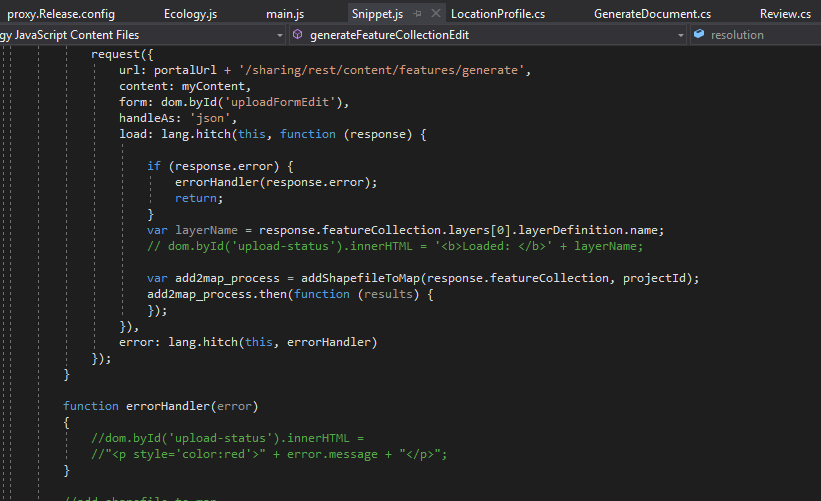 proxy.Release.config Ecology.js main.js Snippet.js LocationProfile.cs GenerateDocument.cs Review.cs
gy JavaScript Content Files generateFeatureCollectionEdit resolution
request({
url: portalUrl + '/sharing/rest/content/features/generate',
content: myContent,
form: dom.byId('uploadFormEdit'),
handleAs: 'json',
load: lang.hitch(this, function (response) {
if (response.error) {
errorHandler(response.error);
return;
}
var layerName = response.featureCollection.layers[0].layerDefinition.name;
// dom.byId('upload-status').innerHTML = '<b>Loaded: </b>' + layerName;
var add2map_process = addShapefileToMap(response.featureCollection, projectId);
add2map_process.then(function (results) {
});
}),
error: lang.hitch(this, errorHandler)
});
}
function errorHandler(error)
{
//dom.byId('upload-status').innerHTML =
//"<p style='color:red'>" + error.message + "</p>";
}
//add shapefile to map